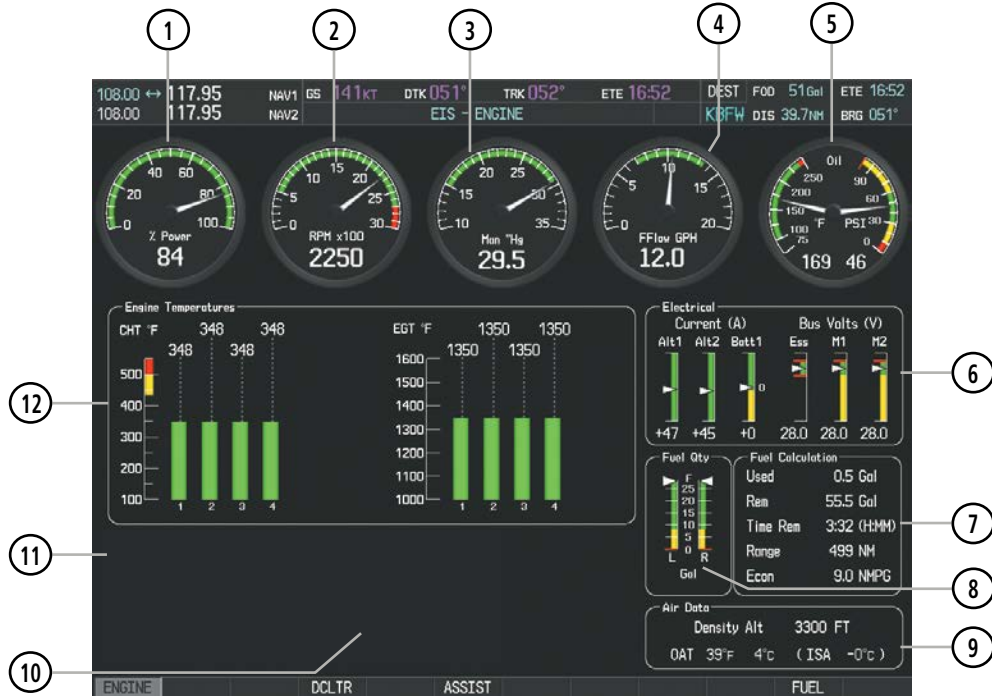 1 2 3 4 5
108.00 ↔ 117.95 NAV1 GS 141KT DTK 051° TRK 052° ETE 16:52 DEST FOD 51Gal ETE 16:52
108.00 117.95 NAV2 EIS - ENGINE KBFW DIS 39.7NM BRG 051°
0 20 40 60 80 100
% Power
84
0 5 10 15 20 25 30
RPM x100
2250
10 15 20 25 30 35
Man "Hg
29.5
0 5 10 15 20
FFlow GPH
12.0
Oil
250 200 150 100 75 °F
90 60 30 0 PSI
169 46
Engine Temperatures
CHT °F
348 348
348 348
500
400
300
200
100
1 2 3 4
EGT °F
1350 1350
1350 1350
1600
1500
1400
1300
1200
1100
1000
1 2 3 4
Electrical
Current (A) Bus Volts (V)
Alt1 Alt2 Batt1 Ess M1 M2
0
+47 +45 +0 28.0 28.0 28.0
6
12
Fuel Qty
F
25
20
15
10
5
0
L R
Gal
Fuel Calculation
Used 0.5 Gal
Rem 55.5 Gal
Time Rem 3:32 (H:MM)
Range 499 NM
Econ 9.0 NMPG
7
11
8
Air Data
Density Alt 3300 FT
OAT 39°F 4°C (ISA -0°C)
9
10
ENGINE DCLTR ASSIST FUEL